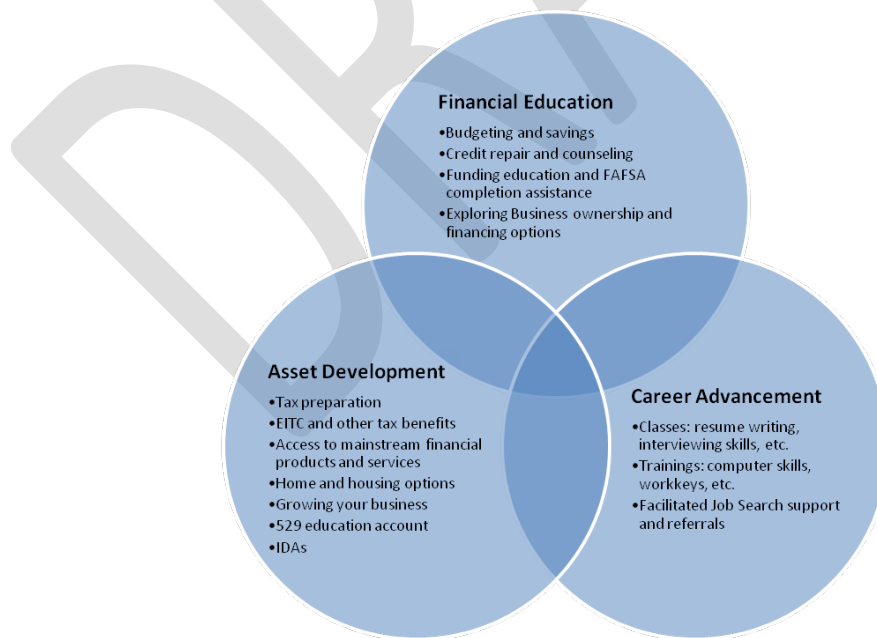 Financial Education
•Budgeting and savings
•Credit repair and counseling
•Funding education and FAFSA
completion assistance
•Exploring Business ownership and
financing options
Asset Development
•Tax preparation
•EITC and other tax benefits
•Access to mainstream financial
products and services
•Home and housing options
•Growing your business
•529 education account
•IDAs
Career Advancement
•Classes: resume writing,
interviewing skills, etc.
•Trainings: computer skills,
workkeys, etc.
•Facilitated Job Search support
and referrals